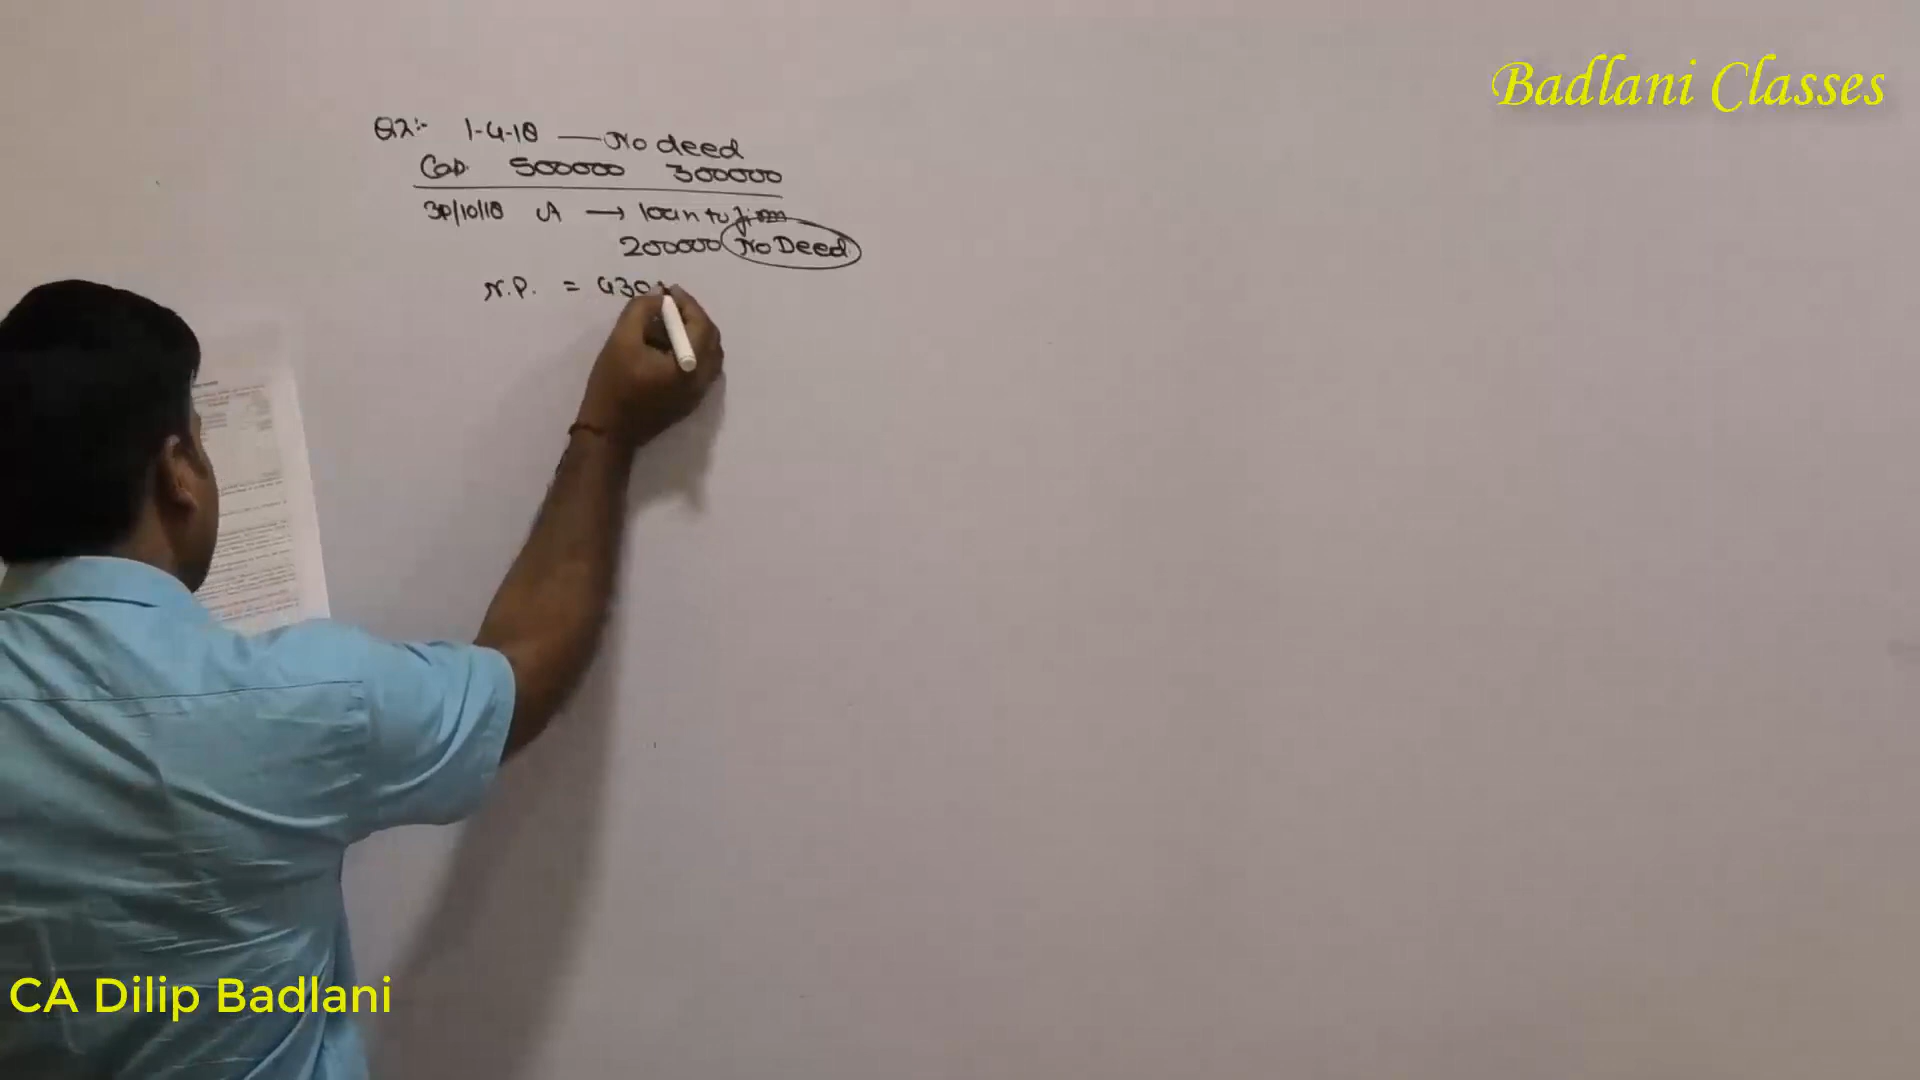 Badlani Classes
Q2:- 1-4-18 — No deed
Cap. 500000 300000
30/10/18 A → loan to firm
200000 No Deed
N.P. = 430
CA Dilip Badlani